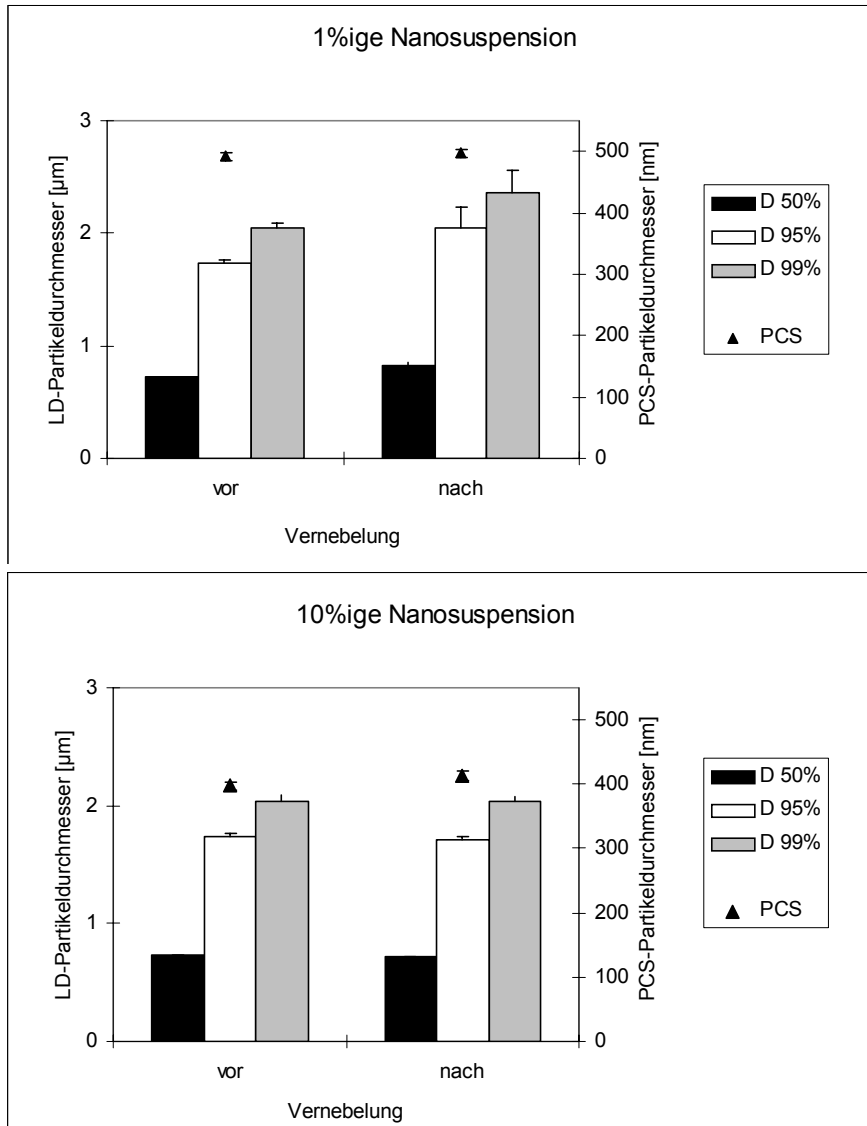 1%ige Nanosuspension
LD-Partikeldurchmesser [µm]
3
2
1
0
PCS-Partikeldurchmesser [nm]
500
400
300
200
100
0
vor
nach
Vernebelung
D 50%
D 95%
D 99%
PCS
10%ige Nanosuspension
LD-Partikeldurchmesser [µm]
3
2
1
0
PCS-Partikeldurchmesser [nm]
500
400
300
200
100
0
vor
nach
Vernebelung
D 50%
D 95%
D 99%
PCS